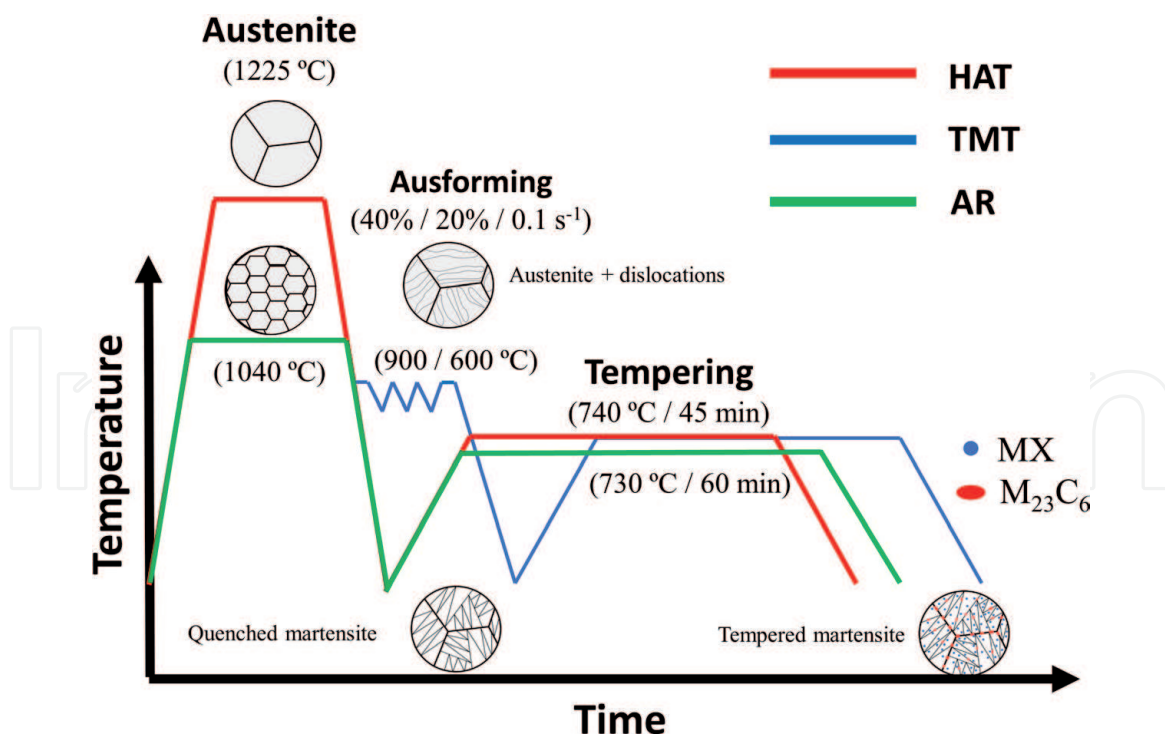 Austenite
(1225 ºC)
HAT
TMT
AR
Ausforming
(40% / 20% / 0.1 s⁻¹)
Austenite + dislocations
(1040 ºC)
(900 / 600 ºC)
Tempering
(740 ºC / 45 min)
(730 ºC / 60 min)
MX
M₂₃C₆
Quenched martensite
Tempered martensite
Temperature
Time